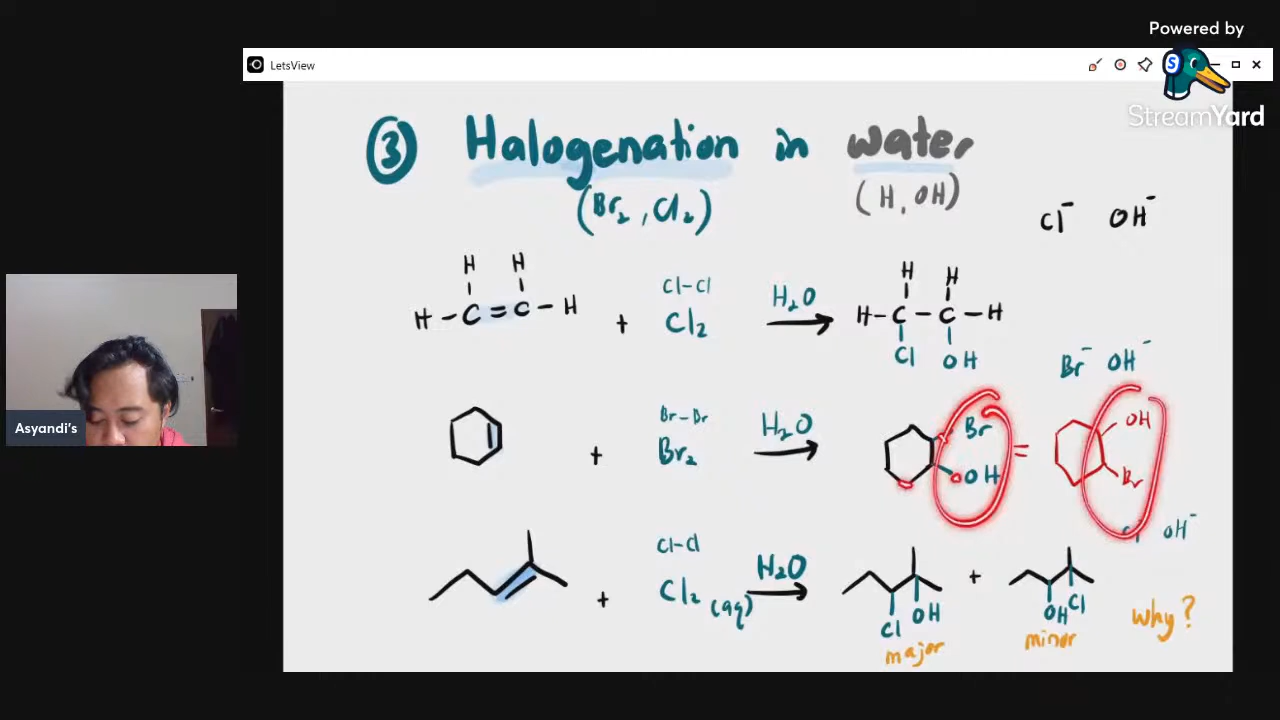 Powered by
LetsView
StreamYard
③ Halogenation in water
(Br₂, Cl₂)
(H, OH)
Cl⁻ OH⁻
H H
H-C=C-H
+
Cl-Cl
Cl₂
H₂O
H H
H-C-C-H
Cl OH
Br⁻ OH⁻
+
Br-Br
Br₂
H₂O
Br
OH
=
OH
Br
Asyandi's
Cl⁻ OH⁻
+
Cl-Cl
Cl₂ (aq)
H₂O
Cl OH
major
+
OH Cl
minor
why?